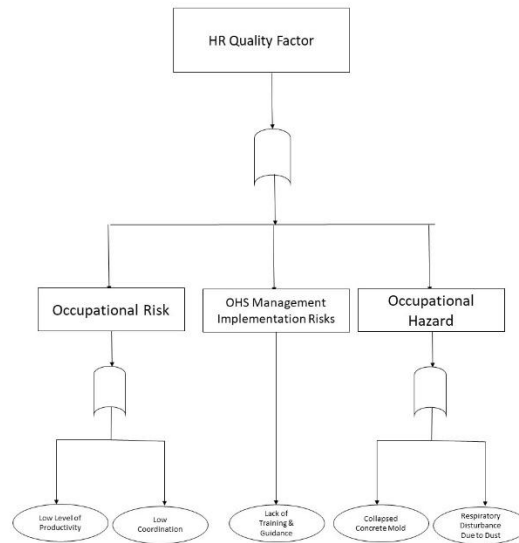 HR Quality Factor
Occupational Risk
OHS Management
Implementation Risks
Occupational
Hazard
Low Level of
Productivity
Low
Coordination
Lack of
Training &
Guidance
Collapsed
Concrete Mold
Respiratory
Disturbance
Due to Dust